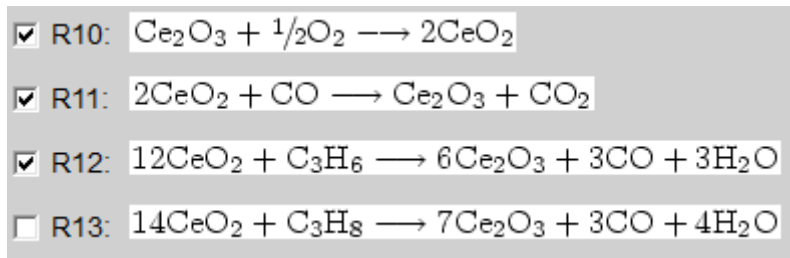 R10: Ce₂O₃ + ¹/₂O₂ ⟶ 2CeO₂
R11: 2CeO₂ + CO ⟶ Ce₂O₃ + CO₂
R12: 12CeO₂ + C₃H₆ ⟶ 6Ce₂O₃ + 3CO + 3H₂O
R13: 14CeO₂ + C₃H₈ ⟶ 7Ce₂O₃ + 3CO + 4H₂O